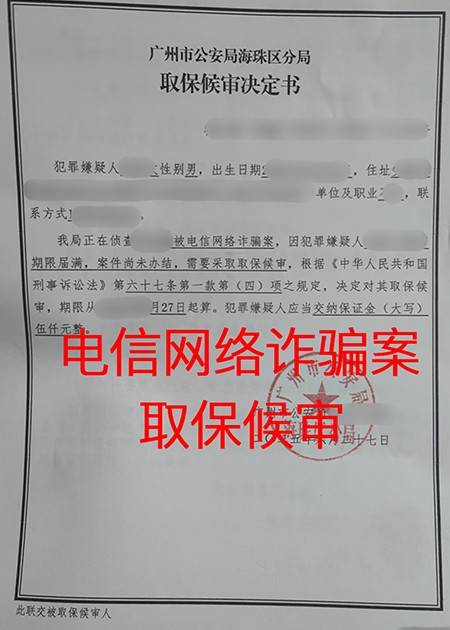 广州市公安局海珠区分局
取保候审决定书
犯罪嫌疑人 性别男，出生日期 住址
单位及职业 联
系方式 。
我局正在侦查 被电信网络诈骗案，因犯罪嫌疑人
期限届满，案件尚未办结，需要采取取保候审，根据《中华人民共和国
刑事诉讼法》第六十七条第一款第（四）项之规定，决定对其取保候
审，期限从 月27日起算。犯罪嫌疑人应当交纳保证金（大写）
伍仟元整。
电信网络诈骗案
取保候审
广州市公安
十七日
此联交被取保候审人